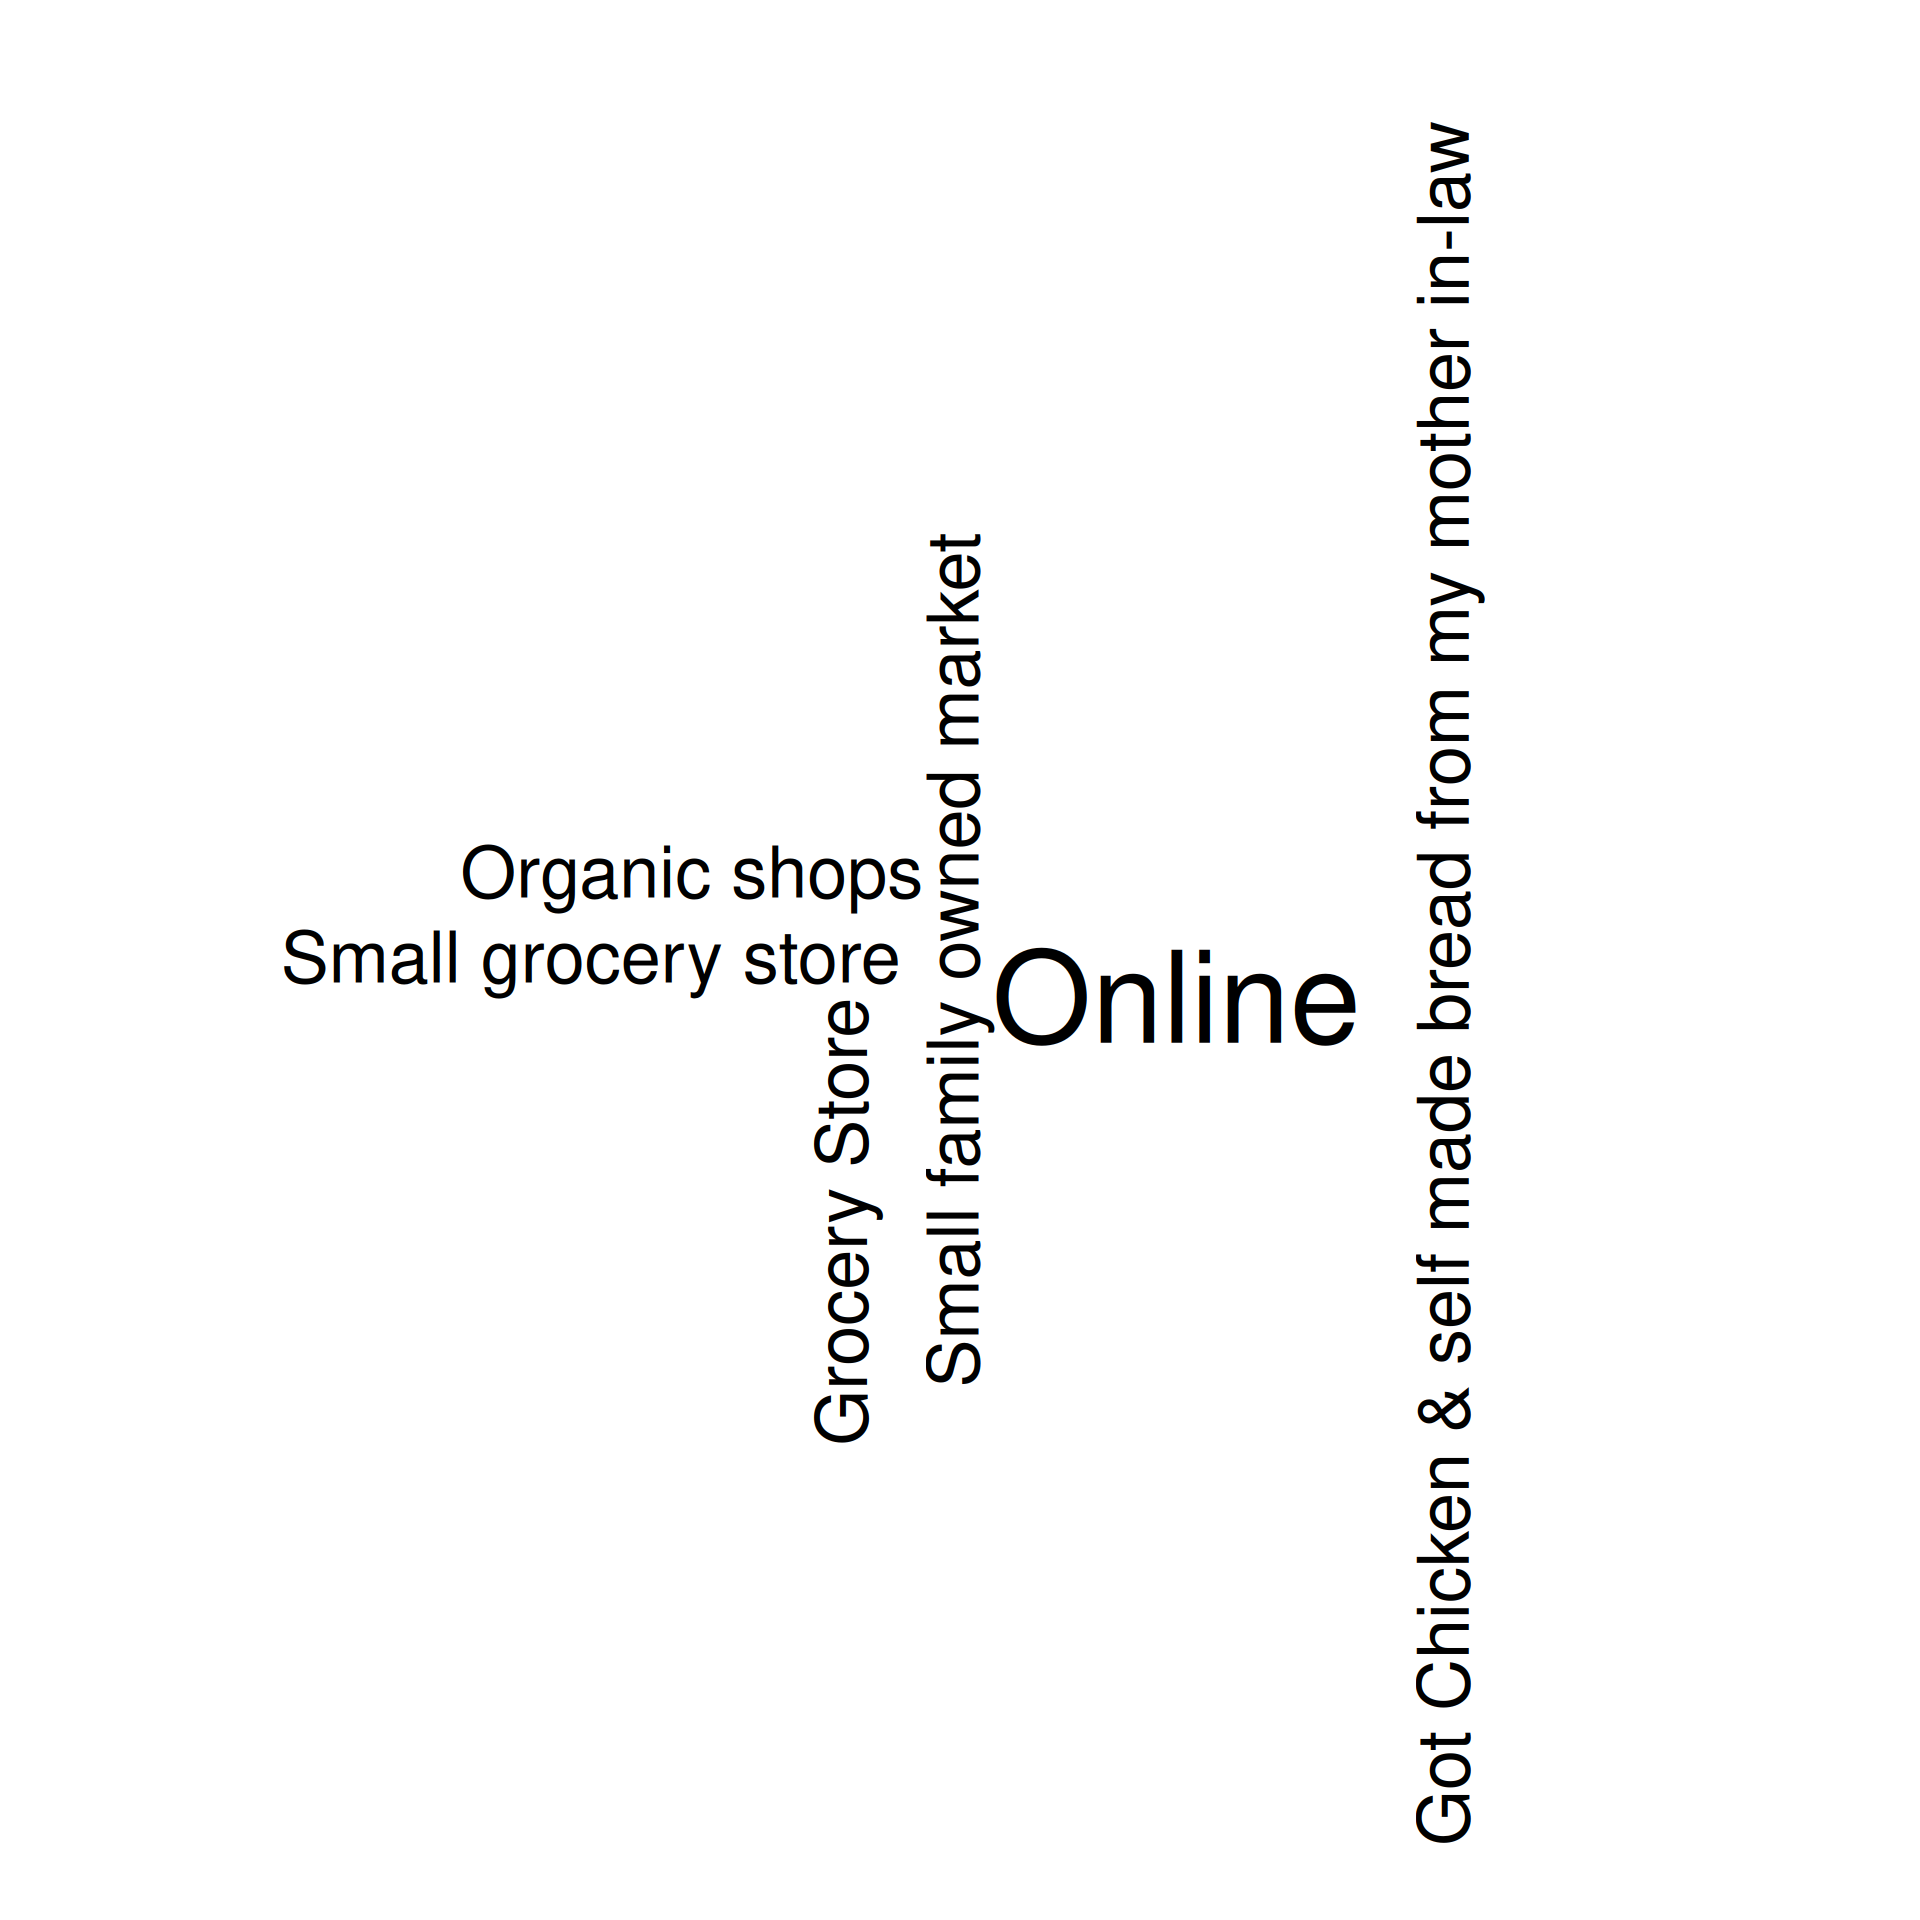 Organic shops
Small grocery store
Grocery Store
Small family owned market
Online
Got Chicken & self made bread from my mother in-law